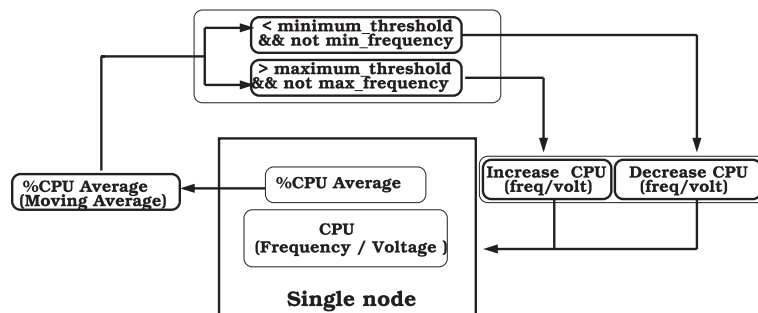 < minimum_threshold
&& not min_frequency
> maximum_threshold
&& not max_frequency
%CPU Average
(Moving Average)
%CPU Average
Increase CPU
(freq/volt)
Decrease CPU
(freq/volt)
CPU
(Frequency / Voltage )
Single node